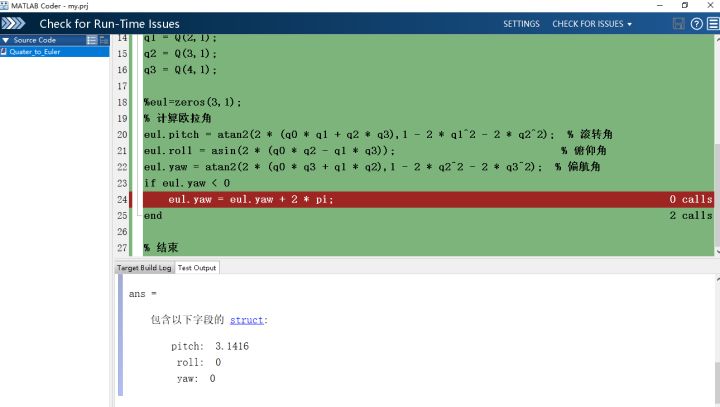 MATLAB Coder - my.prj
Check for Run-Time Issues
SETTINGS CHECK FOR ISSUES
Source Code
Quater_to_Euler
14 q1 = Q(2,1);
15 q2 = Q(3,1);
16 q3 = Q(4,1);
17
18 %eul=zeros(3,1);
19 % 计算欧拉角
20 eul.pitch = atan2(2 * (q0 * q1 + q2 * q3),1 - 2 * q1^2 - 2 * q2^2); % 滚转角
21 eul.roll = asin(2 * (q0 * q2 - q1 * q3)); % 俯仰角
22 eul.yaw = atan2(2 * (q0 * q3 + q1 * q2),1 - 2 * q2^2 - 2 * q3^2); % 偏航角
23 if eul.yaw < 0
24 eul.yaw = eul.yaw + 2 * pi; 0 calls
25 end 2 calls
26
27 % 结束
Target Build Log Test Output
ans =
包含以下字段的 struct:
pitch: 3.1416
roll: 0
yaw: 0